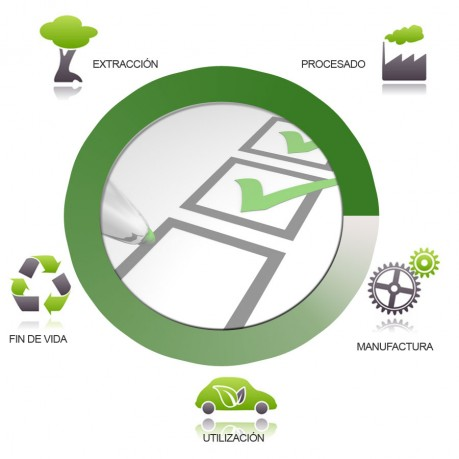 EXTRACCIÓN
PROCESADO
FIN DE VIDA
MANUFACTURA
UTILIZACIÓN